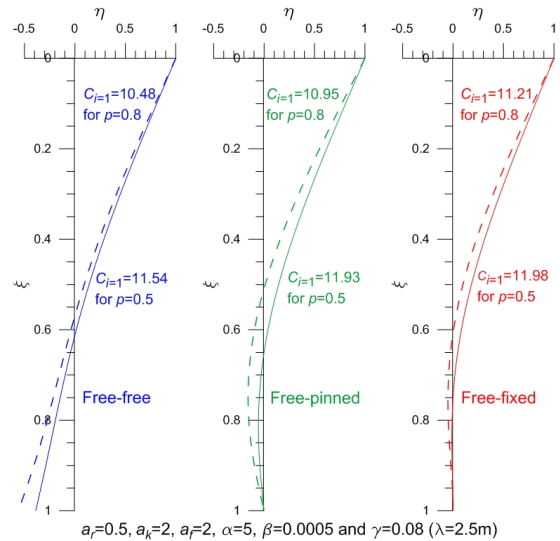 η η η
-0.5 0 0.5 1 -0.5 0 0.5 1 -0.5 0 0.5 1
0 0 0
C_{i=1}=10.48 C_{i=1}=10.95 C_{i=1}=11.21
for p=0.8 for p=0.8 for p=0.8
0.2 0.2 0.2
0.4 0.4 0.4
C_{i=1}=11.54 C_{i=1}=11.93 C_{i=1}=11.98
ξ for p=0.5 ξ for p=0.5 ξ for p=0.5
0.6 0.6 0.6
Free-free Free-pinned Free-fixed
0.8 0.8 0.8
1 1 1
a_r=0.5, a_k=2, a_f=2, α=5, β=0.0005 and γ=0.08 (λ=2.5m)